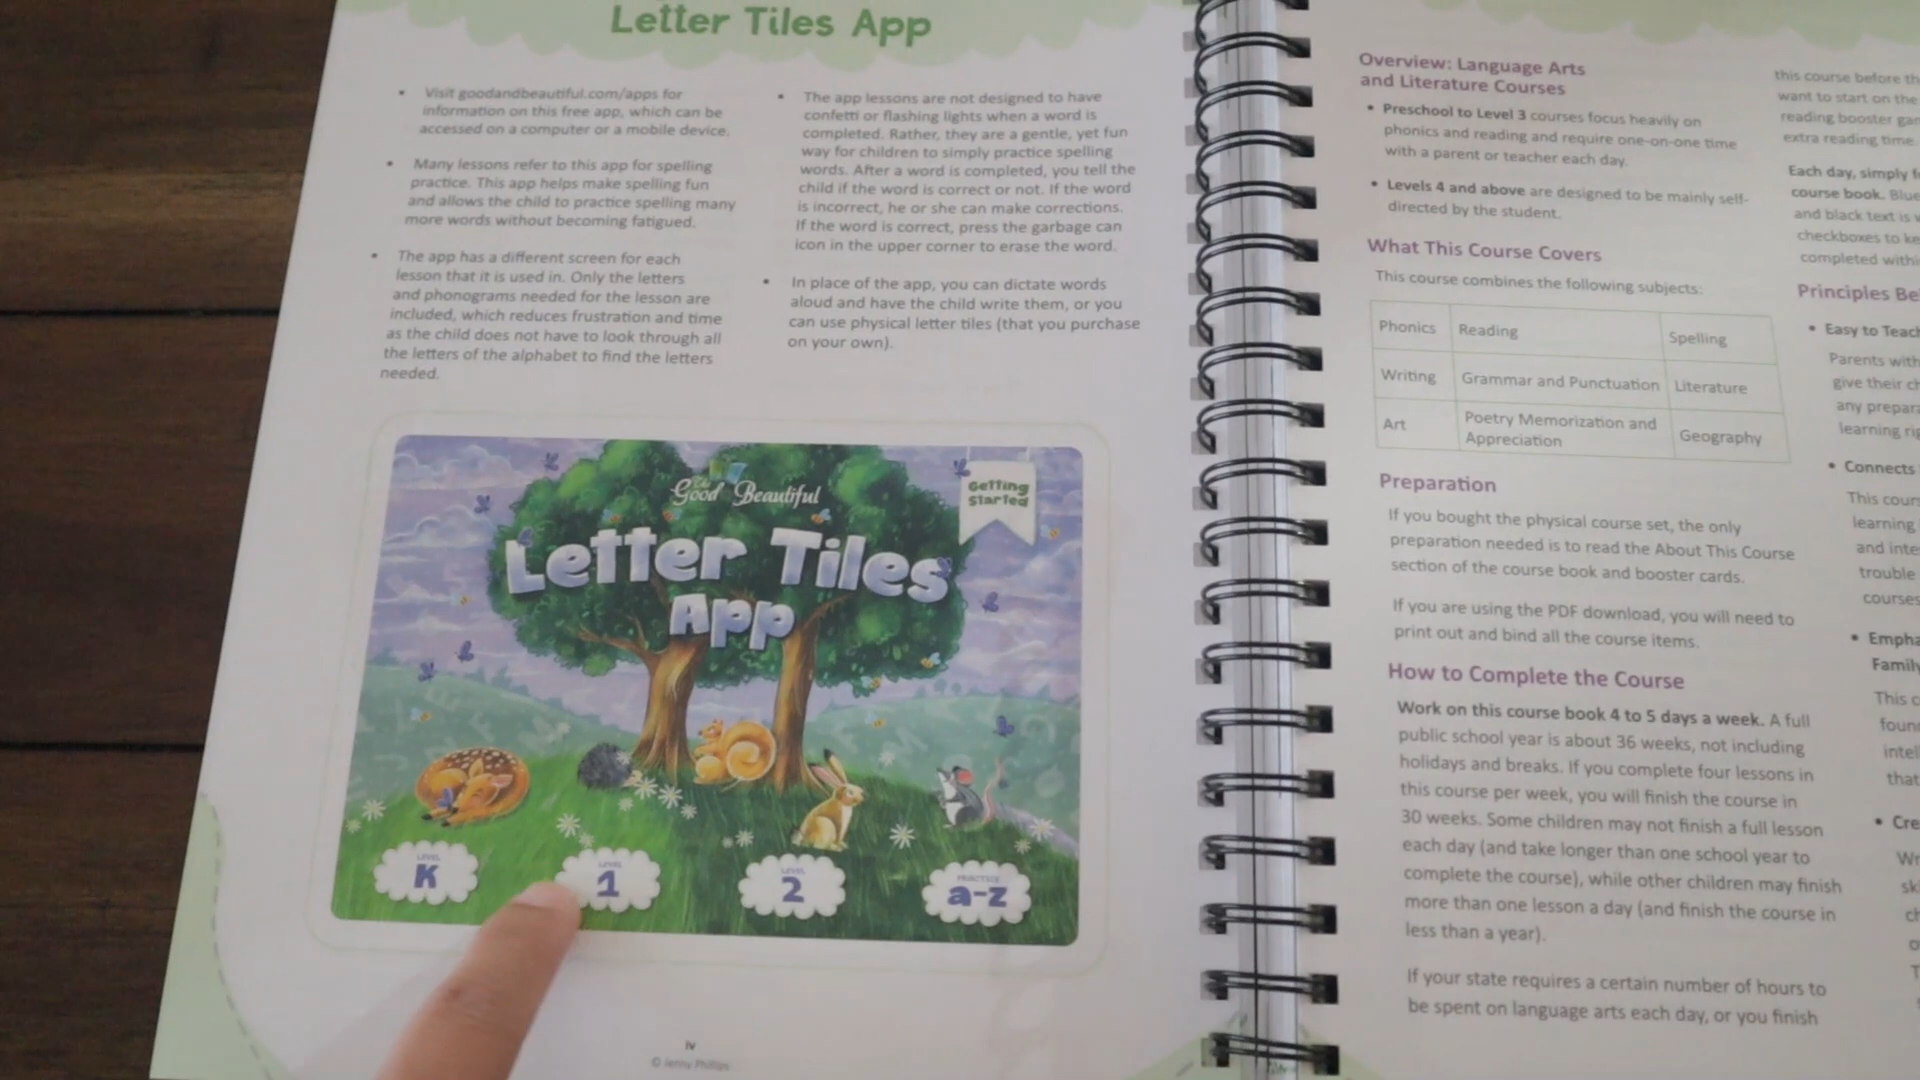 Letter Tiles App
• Visit goodandbeautiful.com/apps for
information on this free app, which can be
accessed on a computer or a mobile device.
• Many lessons refer to this app for spelling
practice. This app helps make spelling fun
and allows the child to practice spelling many
more words without becoming fatigued.
• The app has a different screen for each
lesson that it is used in. Only the letters
and phonograms needed for the lesson are
included, which reduces frustration and time
as the child does not have to look through all
the letters of the alphabet to find the letters
needed.
• The app lessons are not designed to have
confetti or flashing lights when a word is
completed. Rather, they are a gentle, yet fun
way for children to simply practice spelling
words. After a word is completed, you tell the
child if the word is correct or not. If the word
is incorrect, he or she can make corrections.
If the word is correct, press the garbage can
icon in the upper corner to erase the word.
• In place of the app, you can dictate words
aloud and have the child write them, or you
can use physical letter tiles (that you purchase
on your own).
Good Beautiful
Getting
Started
Letter Tiles
App
LEVEL
K
LEVEL
1
LEVEL
2
PRACTICE
a-z
iv
© Jenny Phillips
Overview: Language Arts
and Literature Courses
• Preschool to Level 3 courses focus heavily on
phonics and reading and require one-on-one time
with a parent or teacher each day.
• Levels 4 and above are designed to be mainly self-
directed by the student.
What This Course Covers
This course combines the following subjects:
Phonics Reading Spelling
Writing Grammar and Punctuation Literature
Art Poetry Memorization and
Appreciation Geography
Preparation
If you bought the physical course set, the only
preparation needed is to read the About This Course
section of the course book and booster cards.
If you are using the PDF download, you will need to
print out and bind all the course items.
How to Complete the Course
Work on this course book 4 to 5 days a week. A full
public school year is about 36 weeks, not including
holidays and breaks. If you complete four lessons in
this course per week, you will finish the course in
30 weeks. Some children may not finish a full lesson
each day (and take longer than one school year to
complete the course), while other children may finish
more than one lesson a day (and finish the course in
less than a year).
If your state requires a certain number of hours to
be spent on language arts each day, or you finish
this course before
want to start on the
reading booster
extra reading time.
Each day, simply
course book.
and black text is
checkboxes to
completed
Principles
• Easy to
Parents with
give their
any
learning
• Connects
This
learning
and
trouble
courses
•
Family
This
•